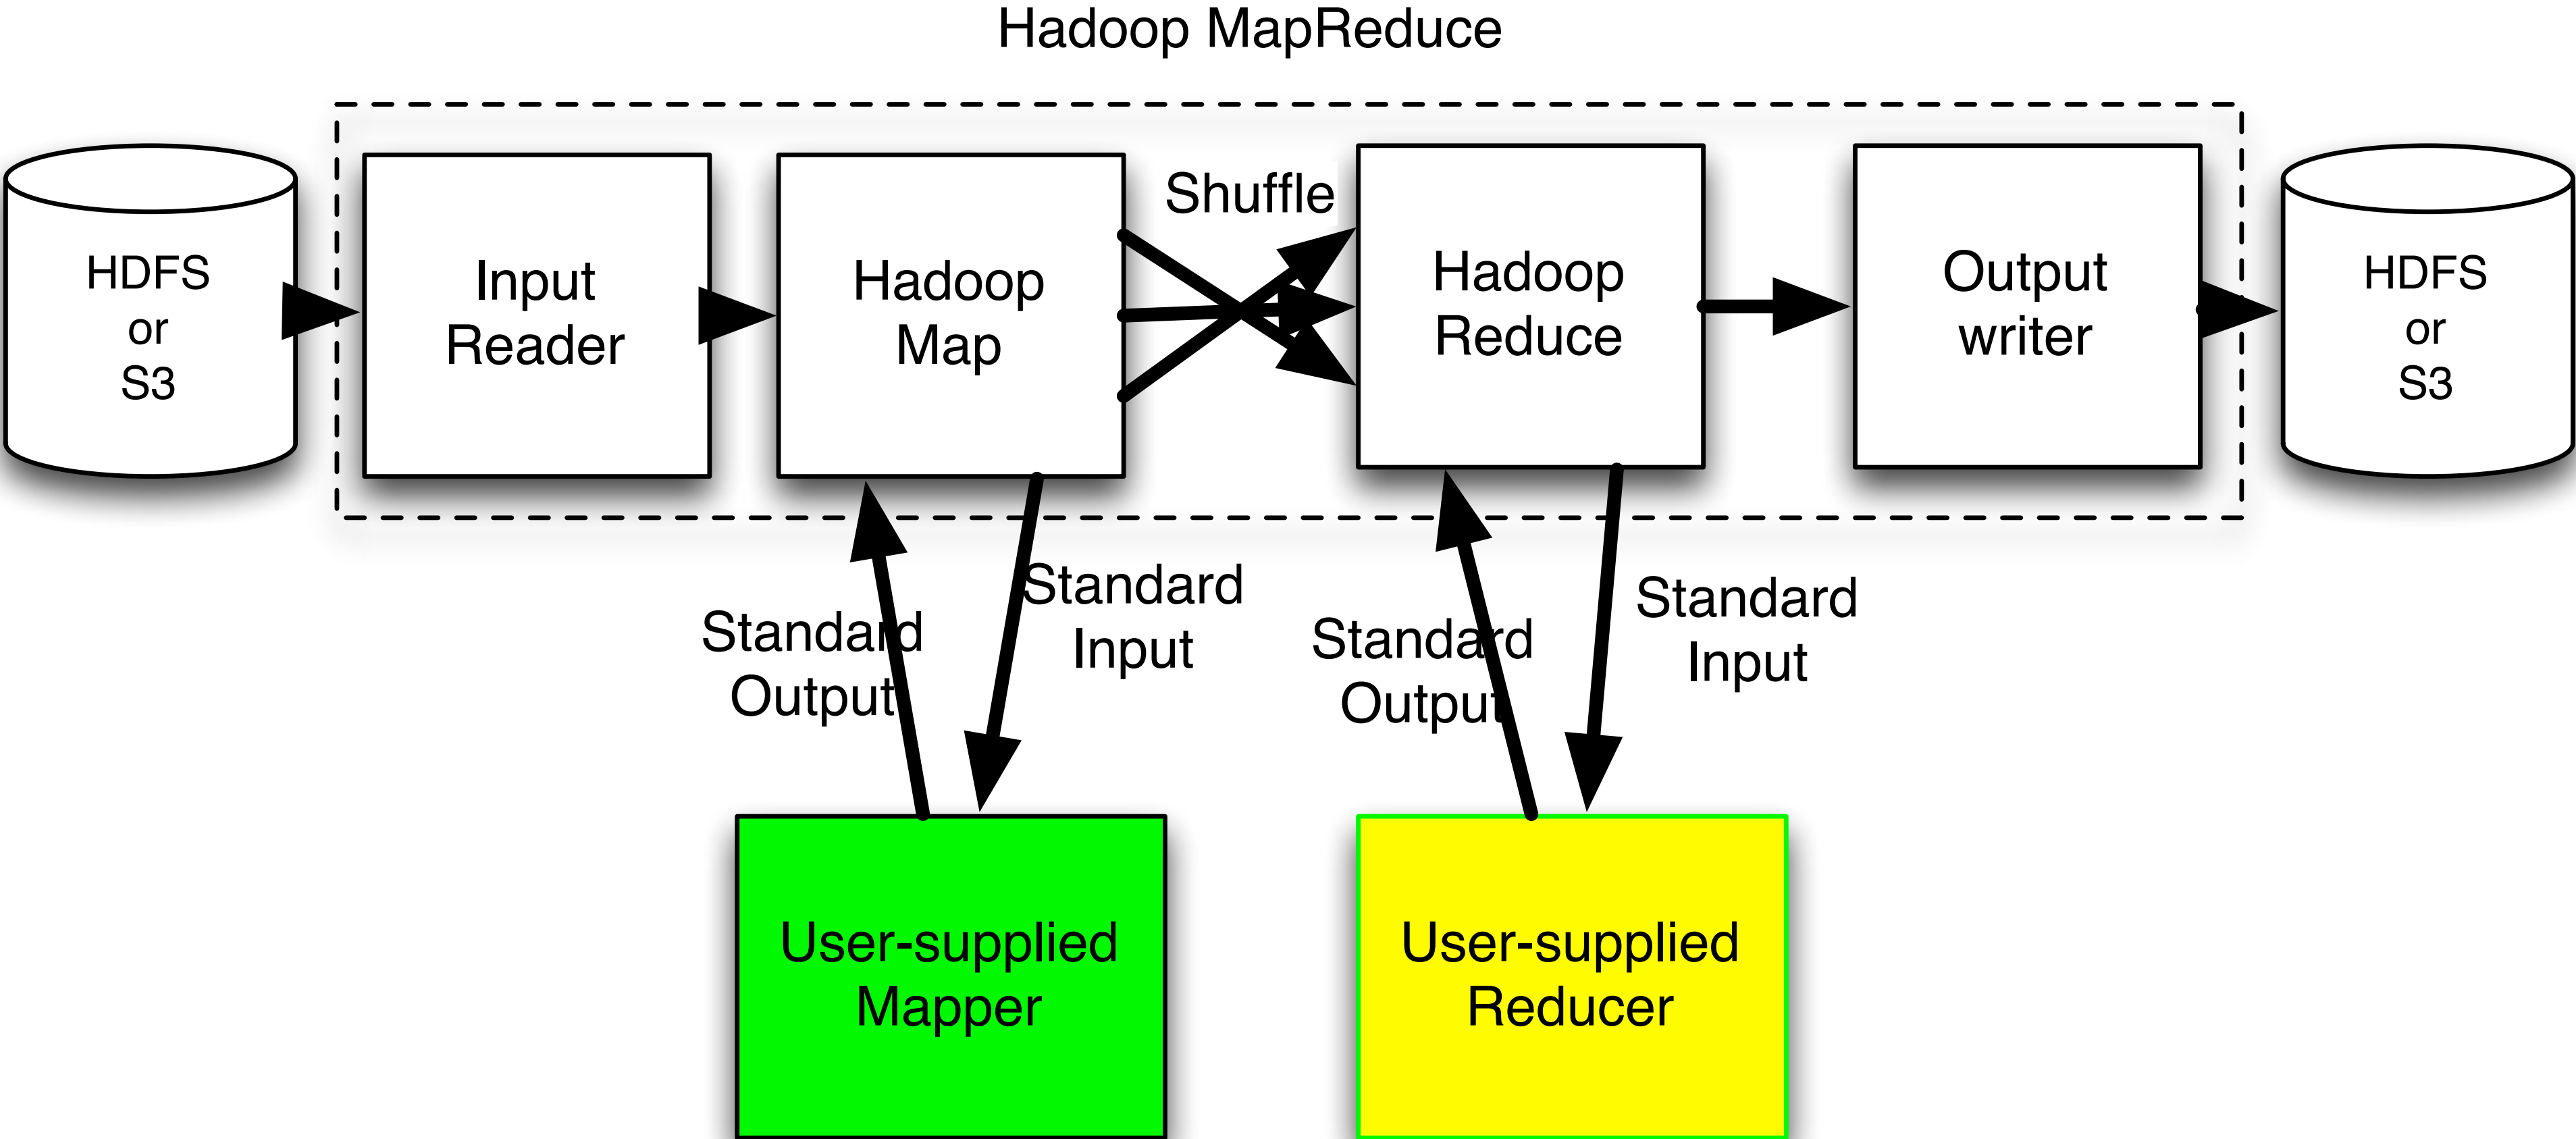 Hadoop MapReduce
HDFS
or
S3
Input
Reader
Hadoop
Map
Shuffle
Hadoop
Reduce
Output
writer
HDFS
or
S3
Standard
Output
Standard
Input
Standard
Output
Standard
Input
User-supplied
Mapper
User-supplied
Reducer